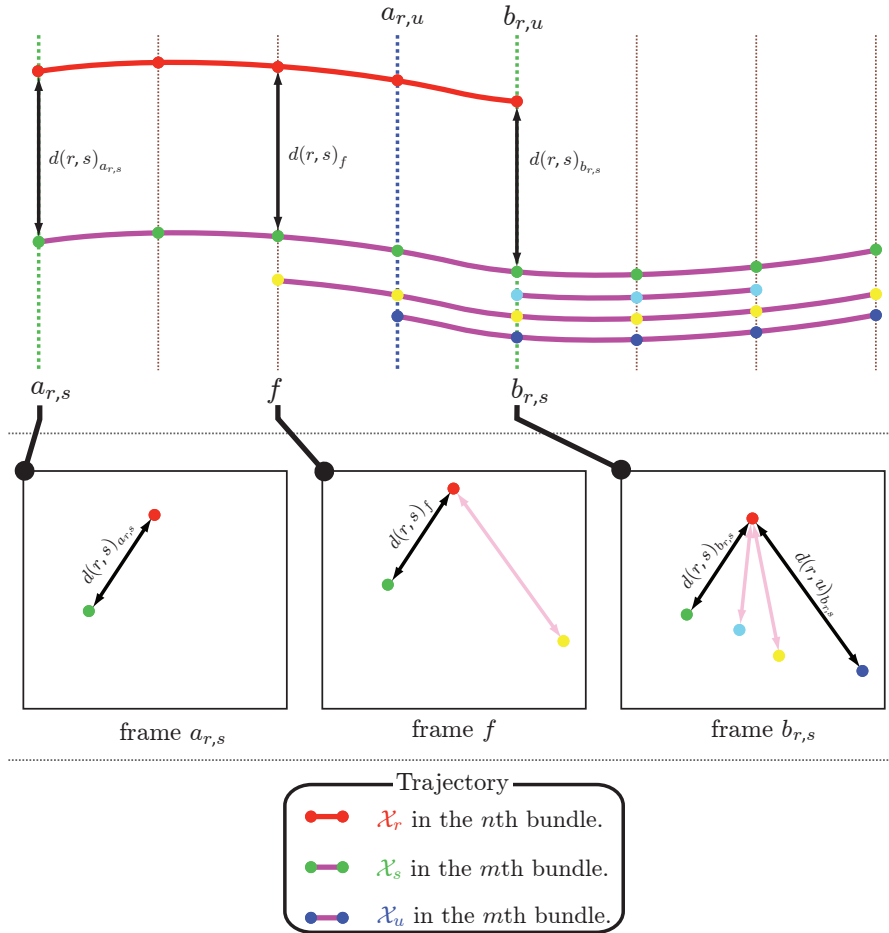 a_{r,u} b_{r,u}
d(r, s)_{a_{r,s}} d(r, s)_f d(r, s)_{b_{r,s}}
a_{r,s} f b_{r,s}
d(r, s)_{a_{r,s}} d(r, s)_f d(r, s)_{b_{r,s}} d(r, u)_{b_{r,s}}
frame a_{r,s} frame f frame b_{r,s}
Trajectory
𝒳_r in the nth bundle.
𝒳_s in the mth bundle.
𝒳_u in the mth bundle.